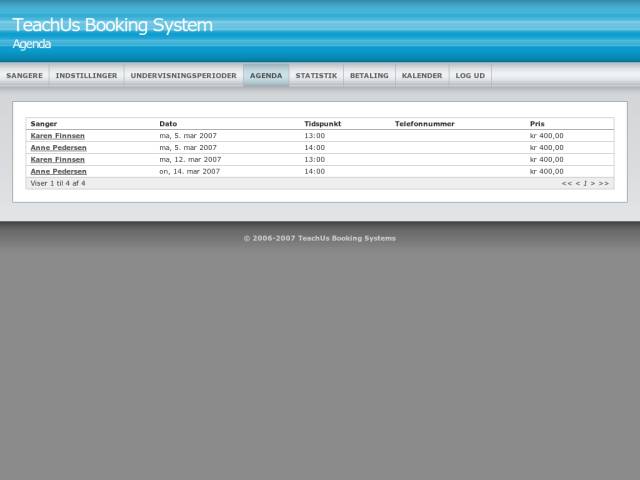 TeachUs Booking System
Agenda
SANGERE INDSTILLINGER UNDERVISNINGSPERIODER AGENDA STATISTIK BETALING KALENDER LOG UD
Sanger Dato Tidspunkt Telefonnummer Pris
Karen Finnsen ma, 5. mar 2007 13:00 kr 400,00
Anne Pedersen ma, 5. mar 2007 14:00 kr 400,00
Karen Finnsen ma, 12. mar 2007 13:00 kr 400,00
Anne Pedersen on, 14. mar 2007 14:00 kr 400,00
Viser 1 til 4 af 4 << < 1 > >>
© 2006-2007 TeachUs Booking Systems